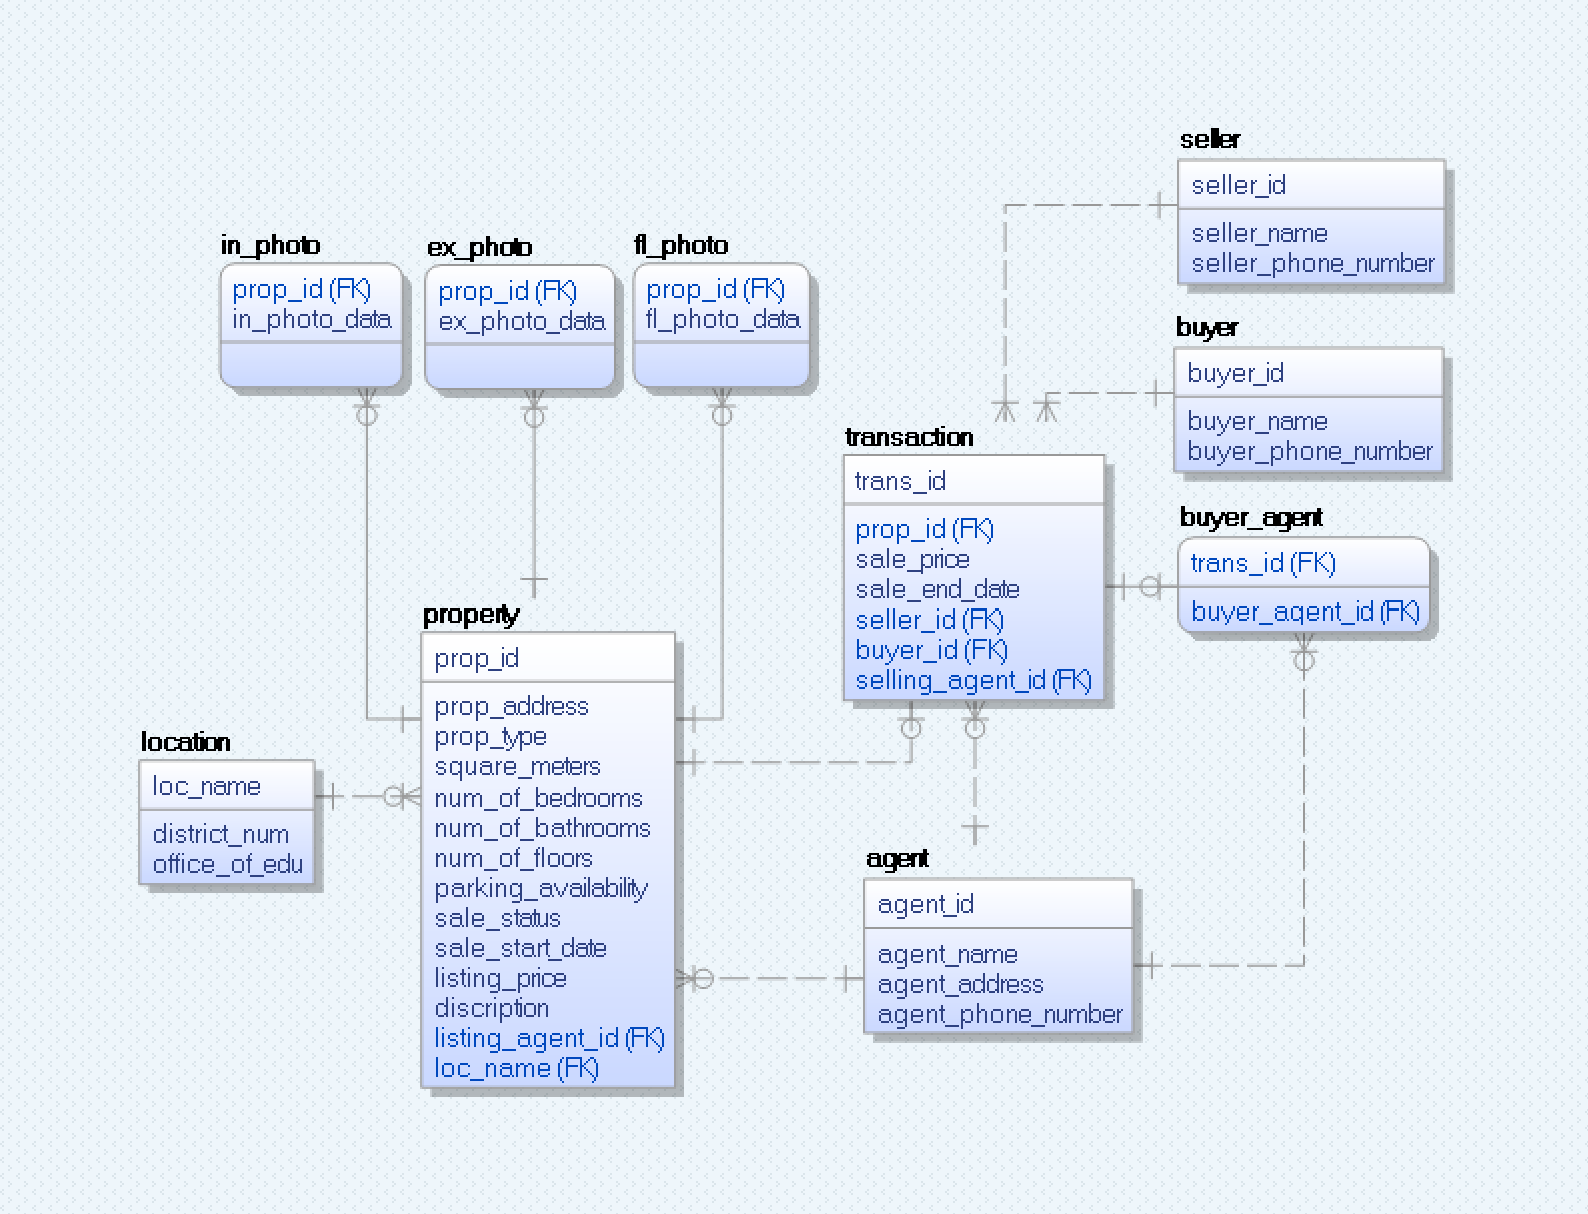 seller
seller_id
seller_name
seller_phone_number
in_photo
prop_id (FK)
in_photo_data
ex_photo
prop_id (FK)
ex_photo_data
fl_photo
prop_id (FK)
fl_photo_data
buyer
buyer_id
buyer_name
buyer_phone_number
transaction
trans_id
prop_id (FK)
sale_price
sale_end_date
seller_id (FK)
buyer_id (FK)
selling_agent_id (FK)
buyer_agent
trans_id (FK)
buyer_agent_id (FK)
property
prop_id
prop_address
prop_type
square_meters
num_of_bedrooms
num_of_bathrooms
num_of_floors
parking_availability
sale_status
sale_start_date
listing_price
discription
listing_agent_id (FK)
loc_name (FK)
location
loc_name
district_num
office_of_edu
agent
agent_id
agent_name
agent_address
agent_phone_number